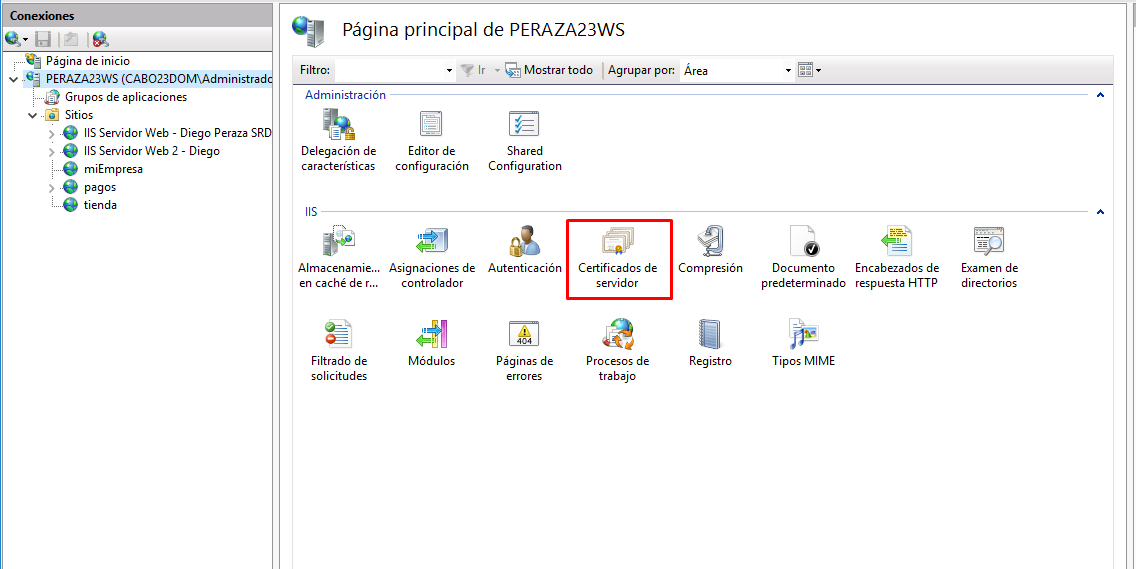 Conexiones
Página de inicio
PERAZA23WS (CABO23DOM\Administrado
Grupos de aplicaciones
Sitios
IIS Servidor Web - Diego Peraza SRD
IIS Servidor Web 2 - Diego
miEmpresa
pagos
tienda
Página principal de PERAZA23WS
Filtro:
Ir
Mostrar todo
Agrupar por:
Área
Administración
Delegación de
características
Editor de
configuración
Shared
Configuration
IIS
Almacenamie...
en caché de r...
Asignaciones de
controlador
Autenticación
Certificados de
servidor
Compresión
Documento
predeterminado
Encabezados de
respuesta HTTP
Examen de
directorios
Filtrado de
solicitudes
Módulos
404
Páginas de
errores
Procesos de
trabajo
Registro
Tipos MIME